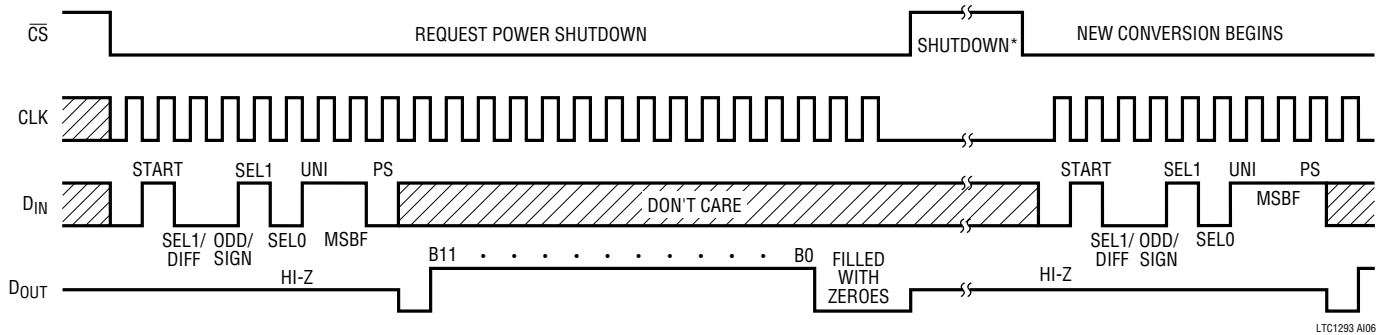 CS
REQUEST POWER SHUTDOWN
SHUTDOWN*
NEW CONVERSION BEGINS
CLK
START
SEL1
UNI
PS
START
SEL1
UNI
PS
DIN
DON'T CARE
MSBF
SEL1/
DIFF
ODD/
SIGN
SEL0
MSBF
SEL1/
DIFF
ODD/
SIGN
SEL0
B11 • • • • • • • • • • B0
FILLED
WITH
ZEROES
HI-Z
HI-Z
DOUT
LTC1293 AI06